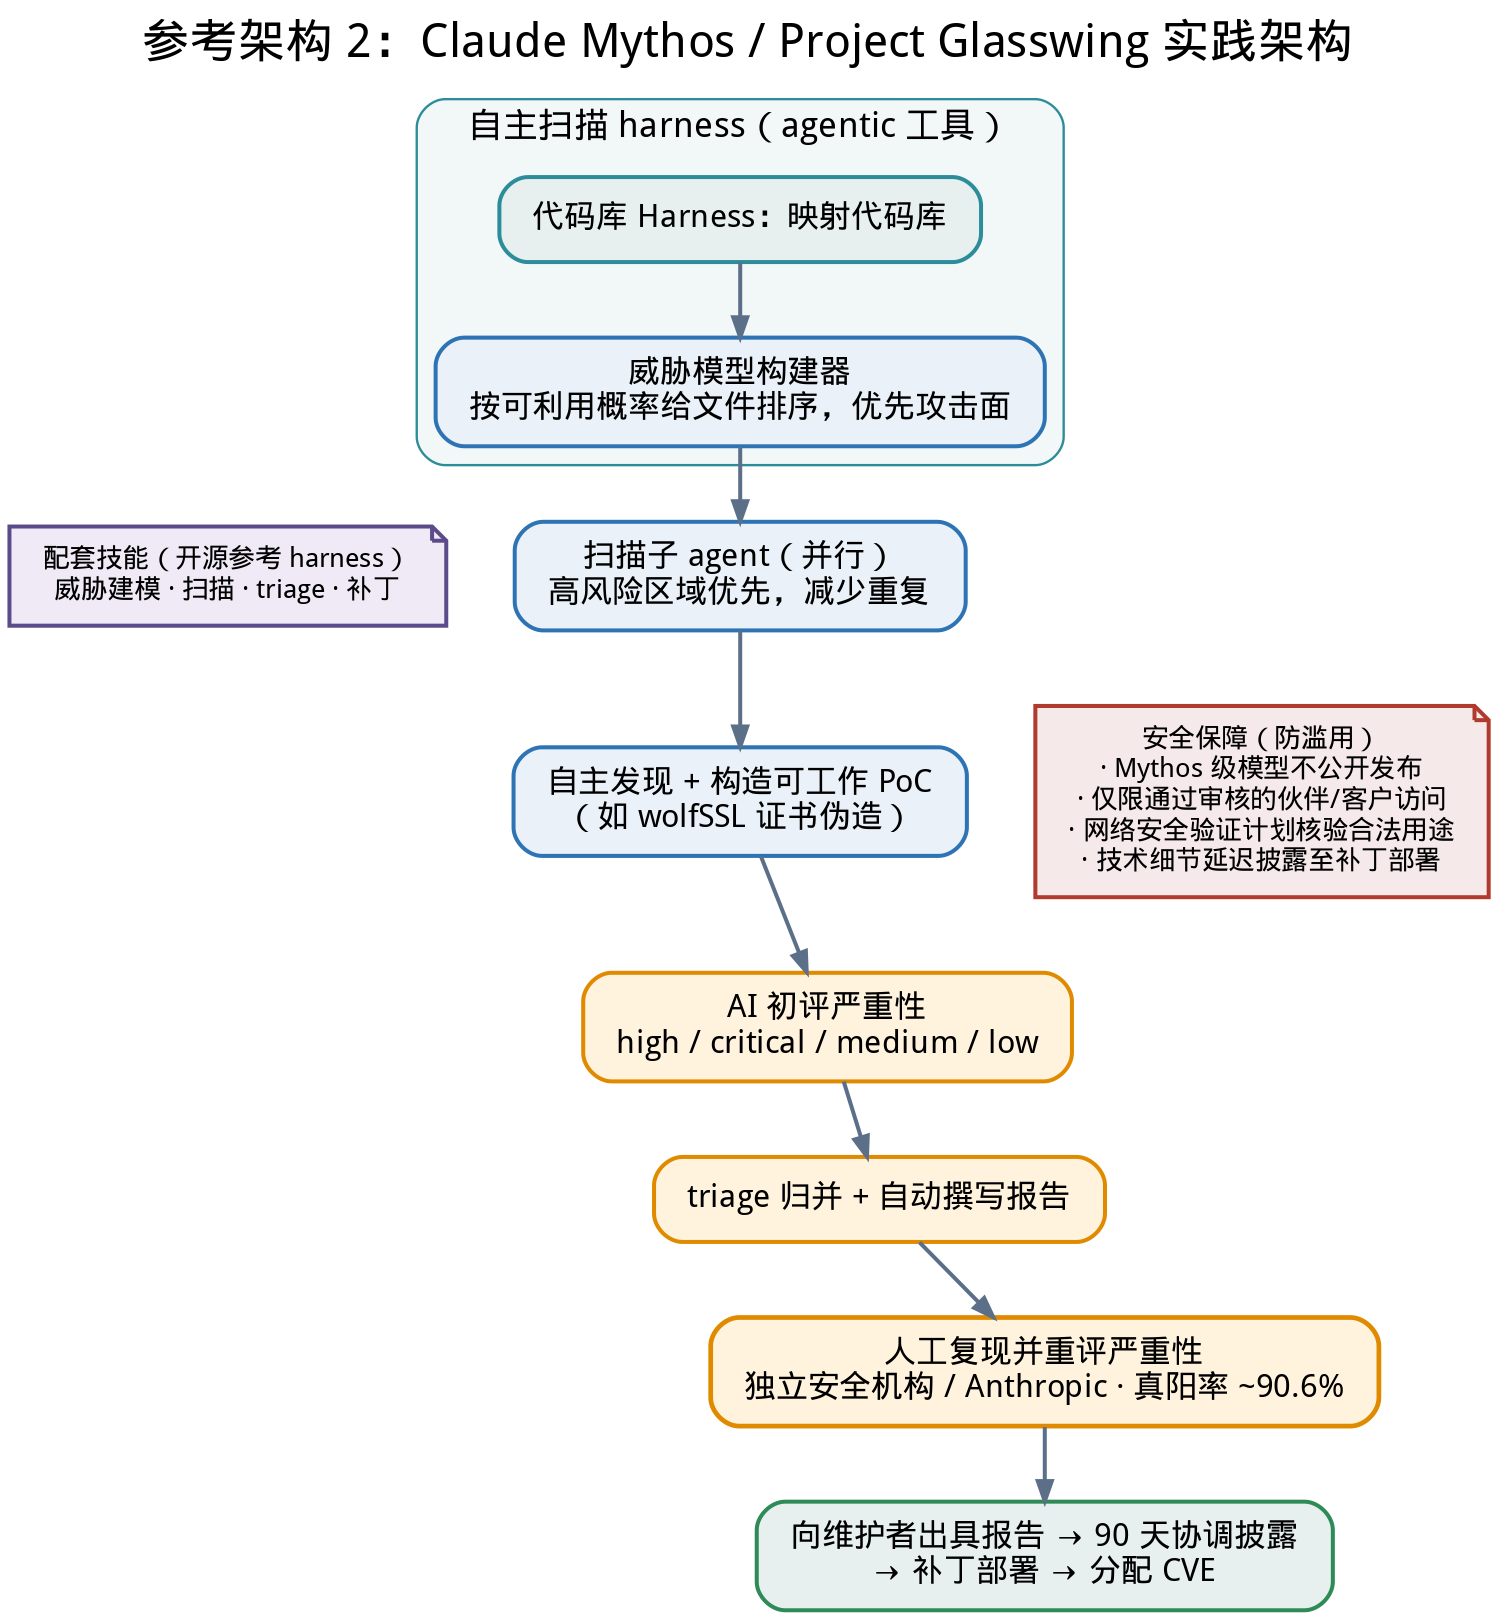 参考架构 2：Claude Mythos / Project Glasswing 实践架构
自主扫描 harness（agentic 工具）
代码库 Harness：映射代码库
威胁模型构建器
按可利用概率给文件排序，优先攻击面
配套技能（开源参考 harness）
威胁建模 · 扫描 · triage · 补丁
扫描子 agent（并行）
高风险区域优先，减少重复
自主发现 + 构造可工作 PoC
（如 wolfSSL 证书伪造）
安全保障（防滥用）
· Mythos 级模型不公开发布
· 仅限通过审核的伙伴/客户访问
· 网络安全验证计划核验合法用途
· 技术细节延迟披露至补丁部署
AI 初评严重性
high / critical / medium / low
triage 归并 + 自动撰写报告
人工复现并重评严重性
独立安全机构 / Anthropic · 真阳率 ~90.6%
向维护者出具报告 → 90 天协调披露
→ 补丁部署 → 分配 CVE